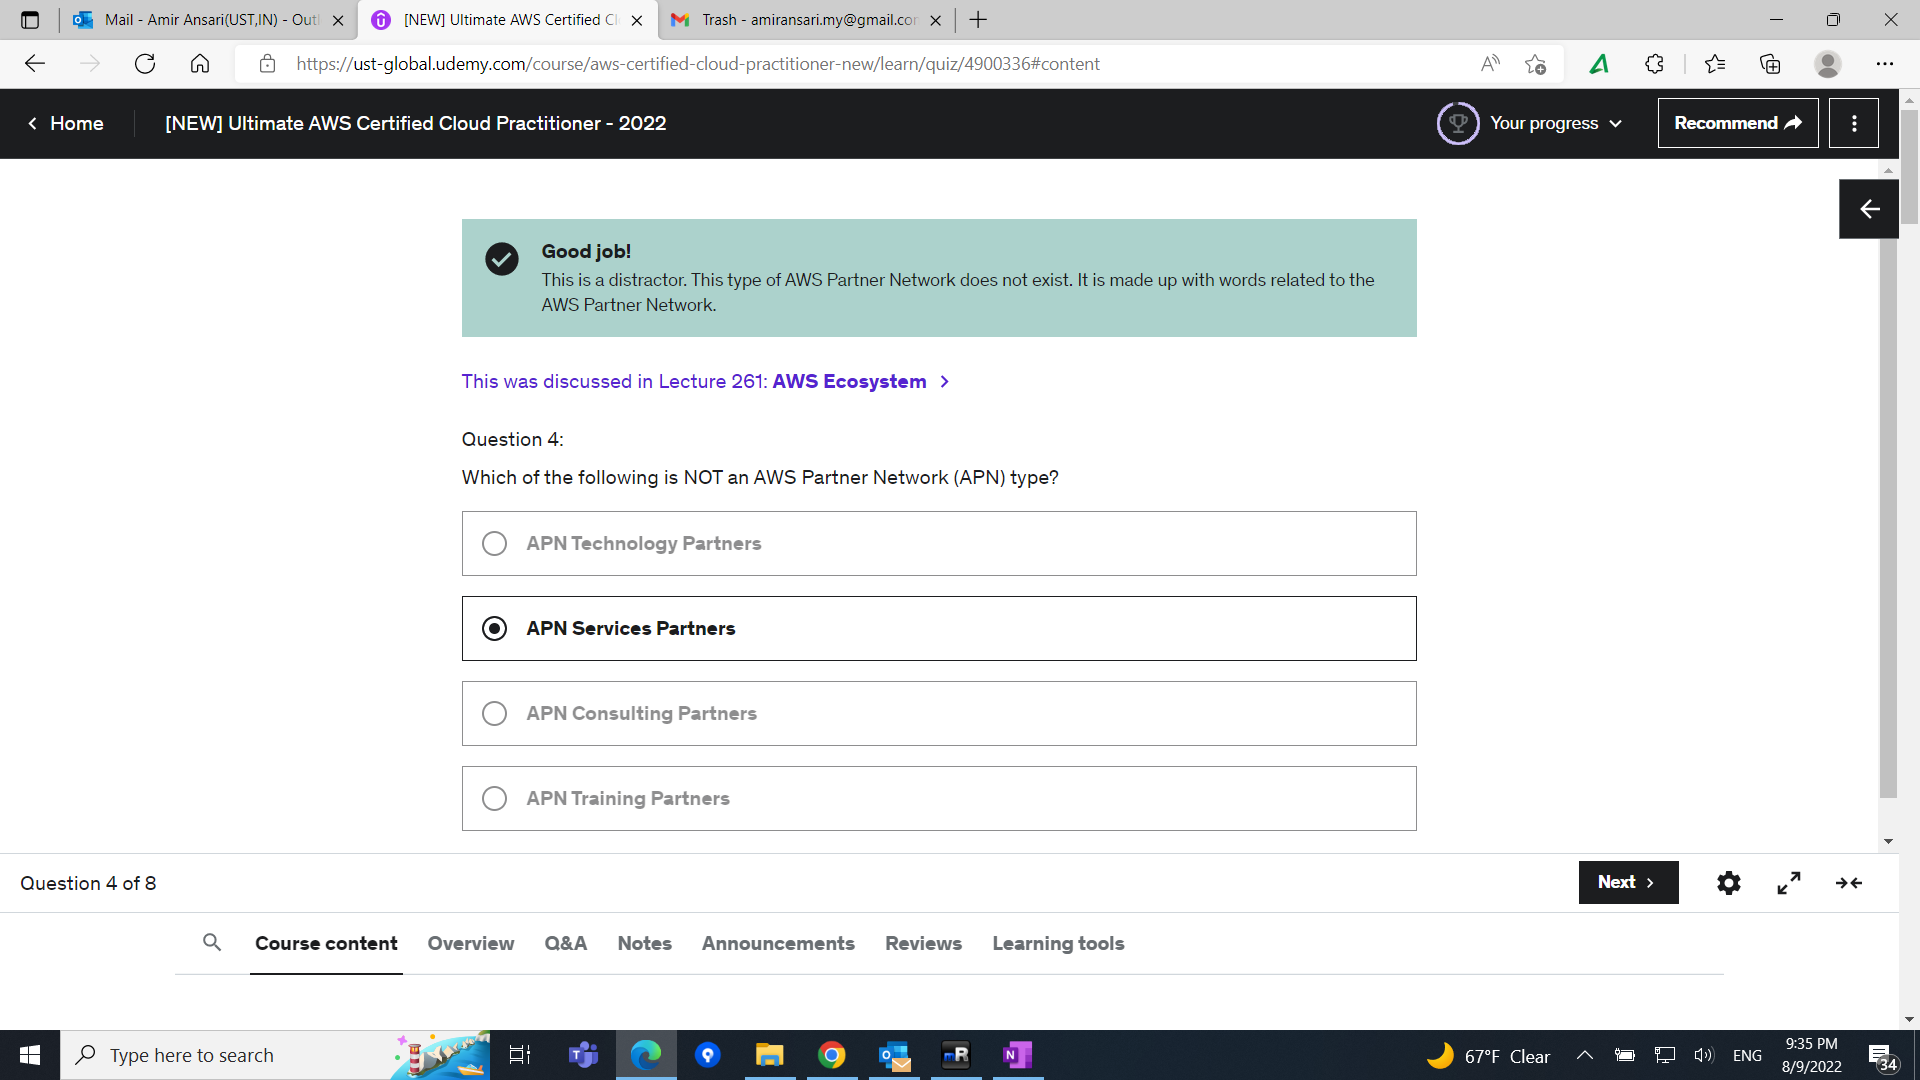 Mail - Amir Ansari(UST,IN) - Outl
[NEW] Ultimate AWS Certified Cl
Trash - amiransari.my@gmail.com
https://ust-global.udemy.com/course/aws-certified-cloud-practitioner-new/learn/quiz/4900336#content
Home
[NEW] Ultimate AWS Certified Cloud Practitioner - 2022
Your progress
Recommend
Good job!
This is a distractor. This type of AWS Partner Network does not exist. It is made up with words related to the
AWS Partner Network.
This was discussed in Lecture 261: AWS Ecosystem
Question 4:
Which of the following is NOT an AWS Partner Network (APN) type?
APN Technology Partners
APN Services Partners
APN Consulting Partners
APN Training Partners
Question 4 of 8
Next
Course content Overview Q&A Notes Announcements Reviews Learning tools
Type here to search
67°F Clear
ENG
9:35 PM
8/9/2022
34